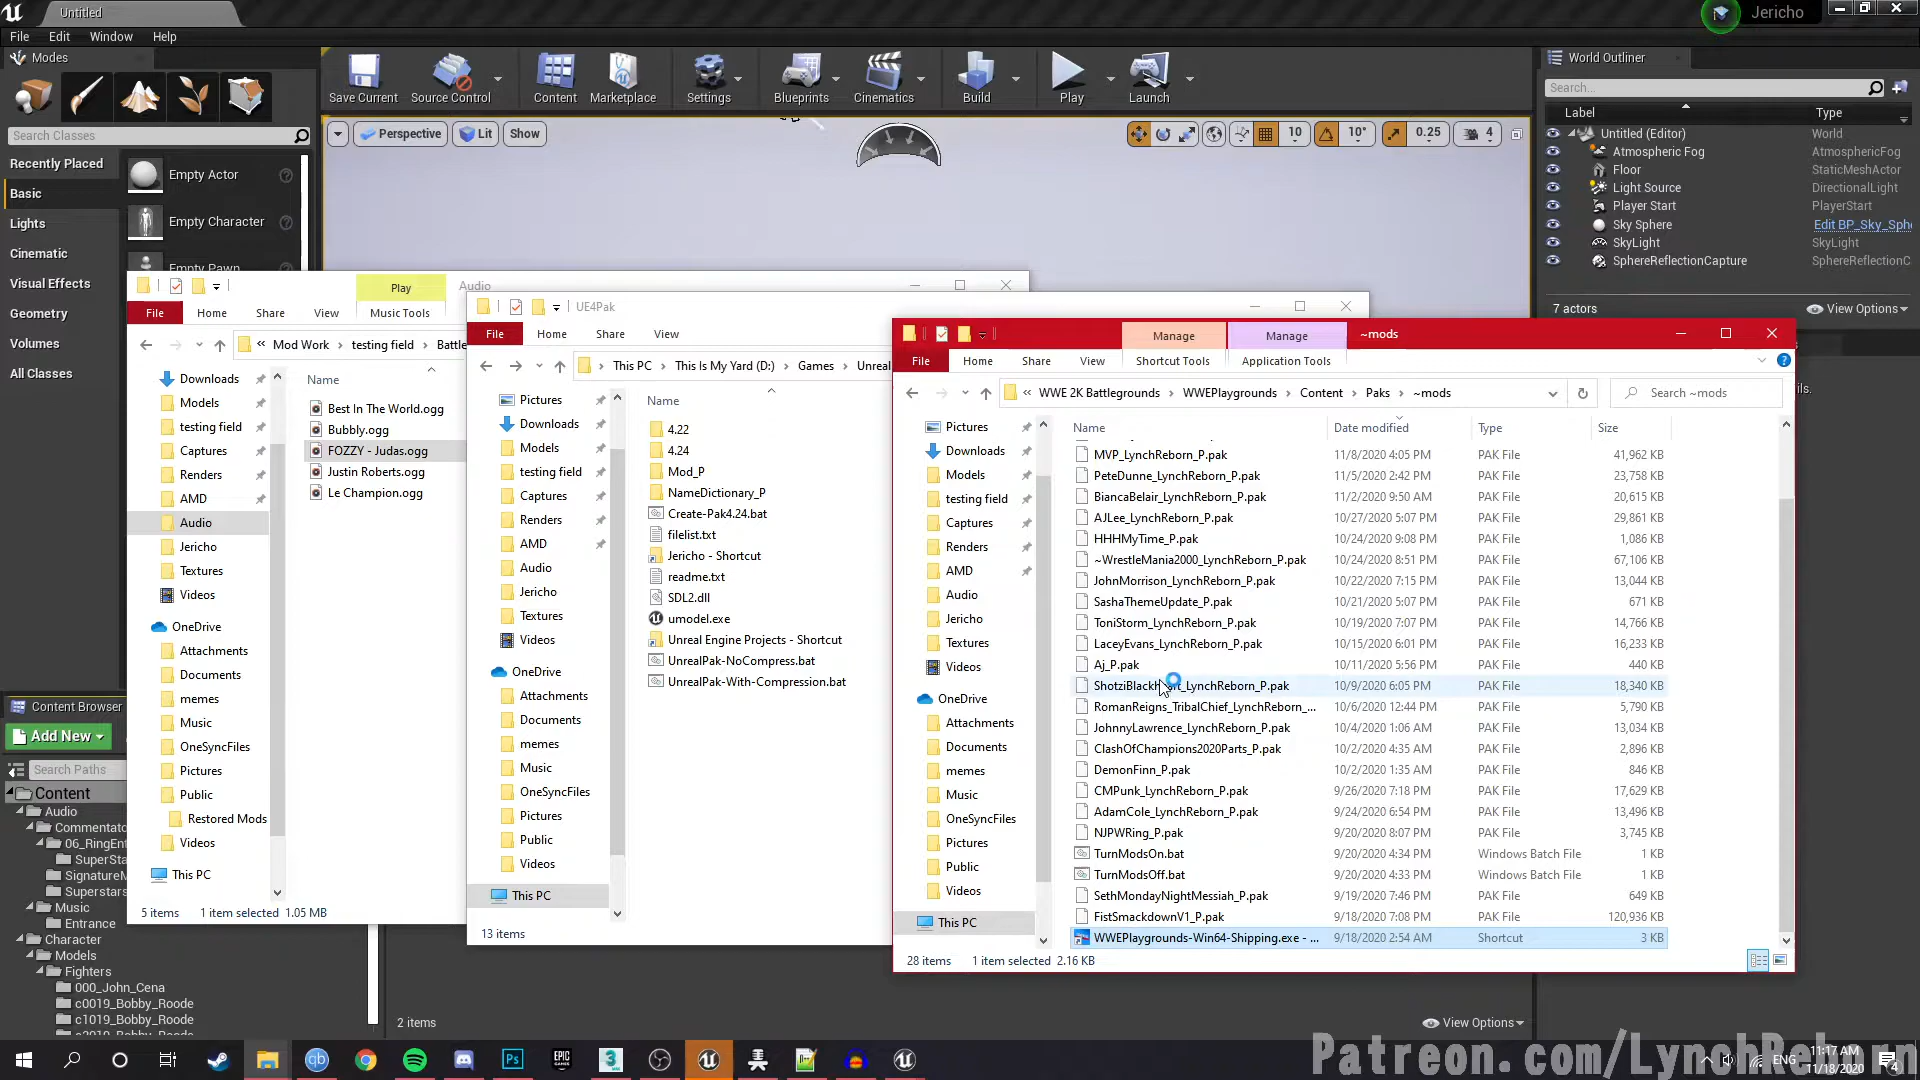 Untitled
Jericho
File Edit Window Help
Modes
World Outliner
Save Current Source Control Content Marketplace Settings Blueprints Cinematics Build Play Launch
Search...
Label Type
Search Classes
Perspective Lit Show
10 10° 0.25 4
Recently Placed
Basic
Lights
Cinematic
Visual Effects
Geometry
Volumes
All Classes
Empty Actor
Empty Character
Empty Pawn
Untitled (Editor) World
Atmospheric Fog AtmosphericFog
Floor StaticMeshActor
Light Source DirectionalLight
Player Start PlayerStart
Sky Sphere Edit BP_Sky_Sph
SkyLight SkyLight
SphereReflectionCapture SphereReflectionC
7 actors View Options
Play Audio
File Home Share View Music Tools
« Mod Work › testing field › Battle
Name
Downloads
Models
testing field
Captures
Renders
AMD
Audio
Jericho
Textures
Videos
OneDrive
Attachments
Documents
memes
Music
OneSyncFiles
Pictures
Public
Restored Mods
Videos
This PC
Best In The World.ogg
Bubbly.ogg
FOZZY - Judas.ogg
Justin Roberts.ogg
Le Champion.ogg
5 items 1 item selected 1.05 MB
UE4Pak
File Home Share View
› This PC › This Is My Yard (D:) › Games › Unreal
Name
Pictures
Downloads
Models
testing field
Captures
Renders
AMD
Audio
Jericho
Textures
Videos
OneDrive
Attachments
Documents
memes
Music
OneSyncFiles
Pictures
Public
Videos
This PC
4.22
4.24
Mod_P
NameDictionary_P
Create-Pak4.24.bat
filelist.txt
Jericho - Shortcut
readme.txt
SDL2.dll
umodel.exe
Unreal Engine Projects - Shortcut
UnrealPak-NoCompress.bat
UnrealPak-With-Compression.bat
13 items
Manage Manage ~mods
File Home Share View Shortcut Tools Application Tools
« WWE 2K Battlegrounds › WWEPlaygrounds › Content › Paks › ~mods
Search ~mods
Name Date modified Type Size
Pictures
Downloads
Models
testing field
Captures
Renders
AMD
Audio
Jericho
Textures
Videos
OneDrive
Attachments
Documents
memes
Music
OneSyncFiles
Pictures
Public
Videos
This PC
MVP_LynchReborn_P.pak 11/8/2020 4:05 PM PAK File 41,962 KB
PeteDunne_LynchReborn_P.pak 11/5/2020 2:42 PM PAK File 23,758 KB
BiancaBelair_LynchReborn_P.pak 11/2/2020 9:50 AM PAK File 20,615 KB
AJLee_LynchReborn_P.pak 10/27/2020 5:07 PM PAK File 29,861 KB
HHHMyTime_P.pak 10/24/2020 9:08 PM PAK File 1,086 KB
~WrestleMania2000_LynchReborn_P.pak 10/24/2020 8:51 PM PAK File 67,106 KB
JohnMorrison_LynchReborn_P.pak 10/22/2020 7:15 PM PAK File 13,044 KB
SashaThemeUpdate_P.pak 10/21/2020 5:07 PM PAK File 671 KB
ToniStorm_LynchReborn_P.pak 10/19/2020 7:07 PM PAK File 14,766 KB
LaceyEvans_LynchReborn_P.pak 10/15/2020 6:01 PM PAK File 16,233 KB
Aj_P.pak 10/11/2020 5:56 PM PAK File 440 KB
_LynchReborn_P.pak 10/9/2020 6:05 PM PAK File 18,340 KB
RomanReigns_TribalChief_LynchReborn_... 10/6/2020 12:44 PM PAK File 5,790 KB
JohnnyLawrence_LynchReborn_P.pak 10/4/2020 1:06 AM PAK File 13,034 KB
ClashOfChampions2020Parts_P.pak 10/2/2020 4:35 AM PAK File 2,896 KB
DemonFinn_P.pak 10/2/2020 1:35 AM PAK File 846 KB
CMPunk_LynchReborn_P.pak 9/26/2020 7:18 PM PAK File 17,629 KB
AdamCole_LynchReborn_P.pak 9/24/2020 6:54 PM PAK File 13,496 KB
NJPWRing_P.pak 9/20/2020 8:07 PM PAK File 3,745 KB
TurnModsOn.bat 9/20/2020 4:34 PM Windows Batch File 1 KB
TurnModsOff.bat 9/20/2020 4:33 PM Windows Batch File 1 KB
SethMondayNightMessiah_P.pak 9/19/2020 7:46 PM PAK File 649 KB
FistSmackdownV1_P.pak 9/18/2020 7:08 PM PAK File 120,936 KB
WWEPlaygrounds-Win64-Shipping.exe - ... 9/18/2020 2:54 AM Shortcut 3 KB
28 items 1 item selected 2.16 KB
ils.
Content Browser
Add New
Search Paths
Content
Audio
Commentato
06_RingEnt
SuperSta
SignatureM
Superstars
Music
Entrance
Character
Models
Fighters
000_John_Cena
c0019_Bobby_Roode
c1019_Bobby_Roode
2 items View Options
Patreon.com/LynchReborn
ENG 11:17 AM
11/18/2020